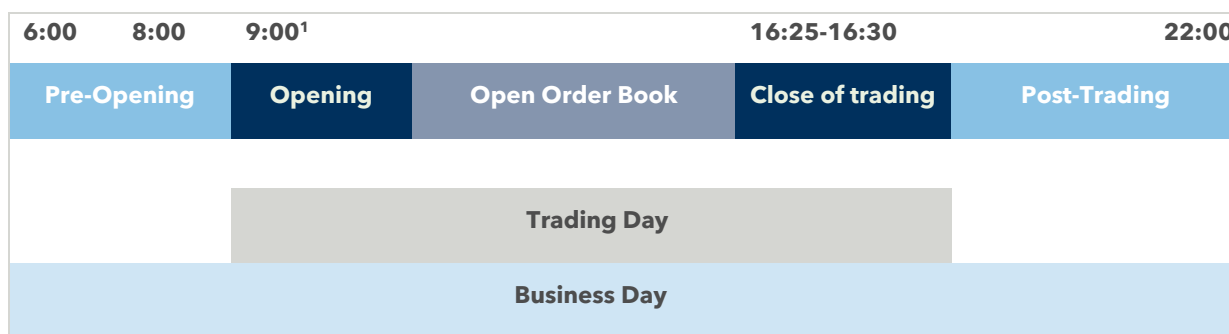 6:00 8:00 9:00¹ 16:25-16:30 22:00
Pre-Opening Opening Open Order Book Close of trading Post-Trading
Trading Day
Business Day